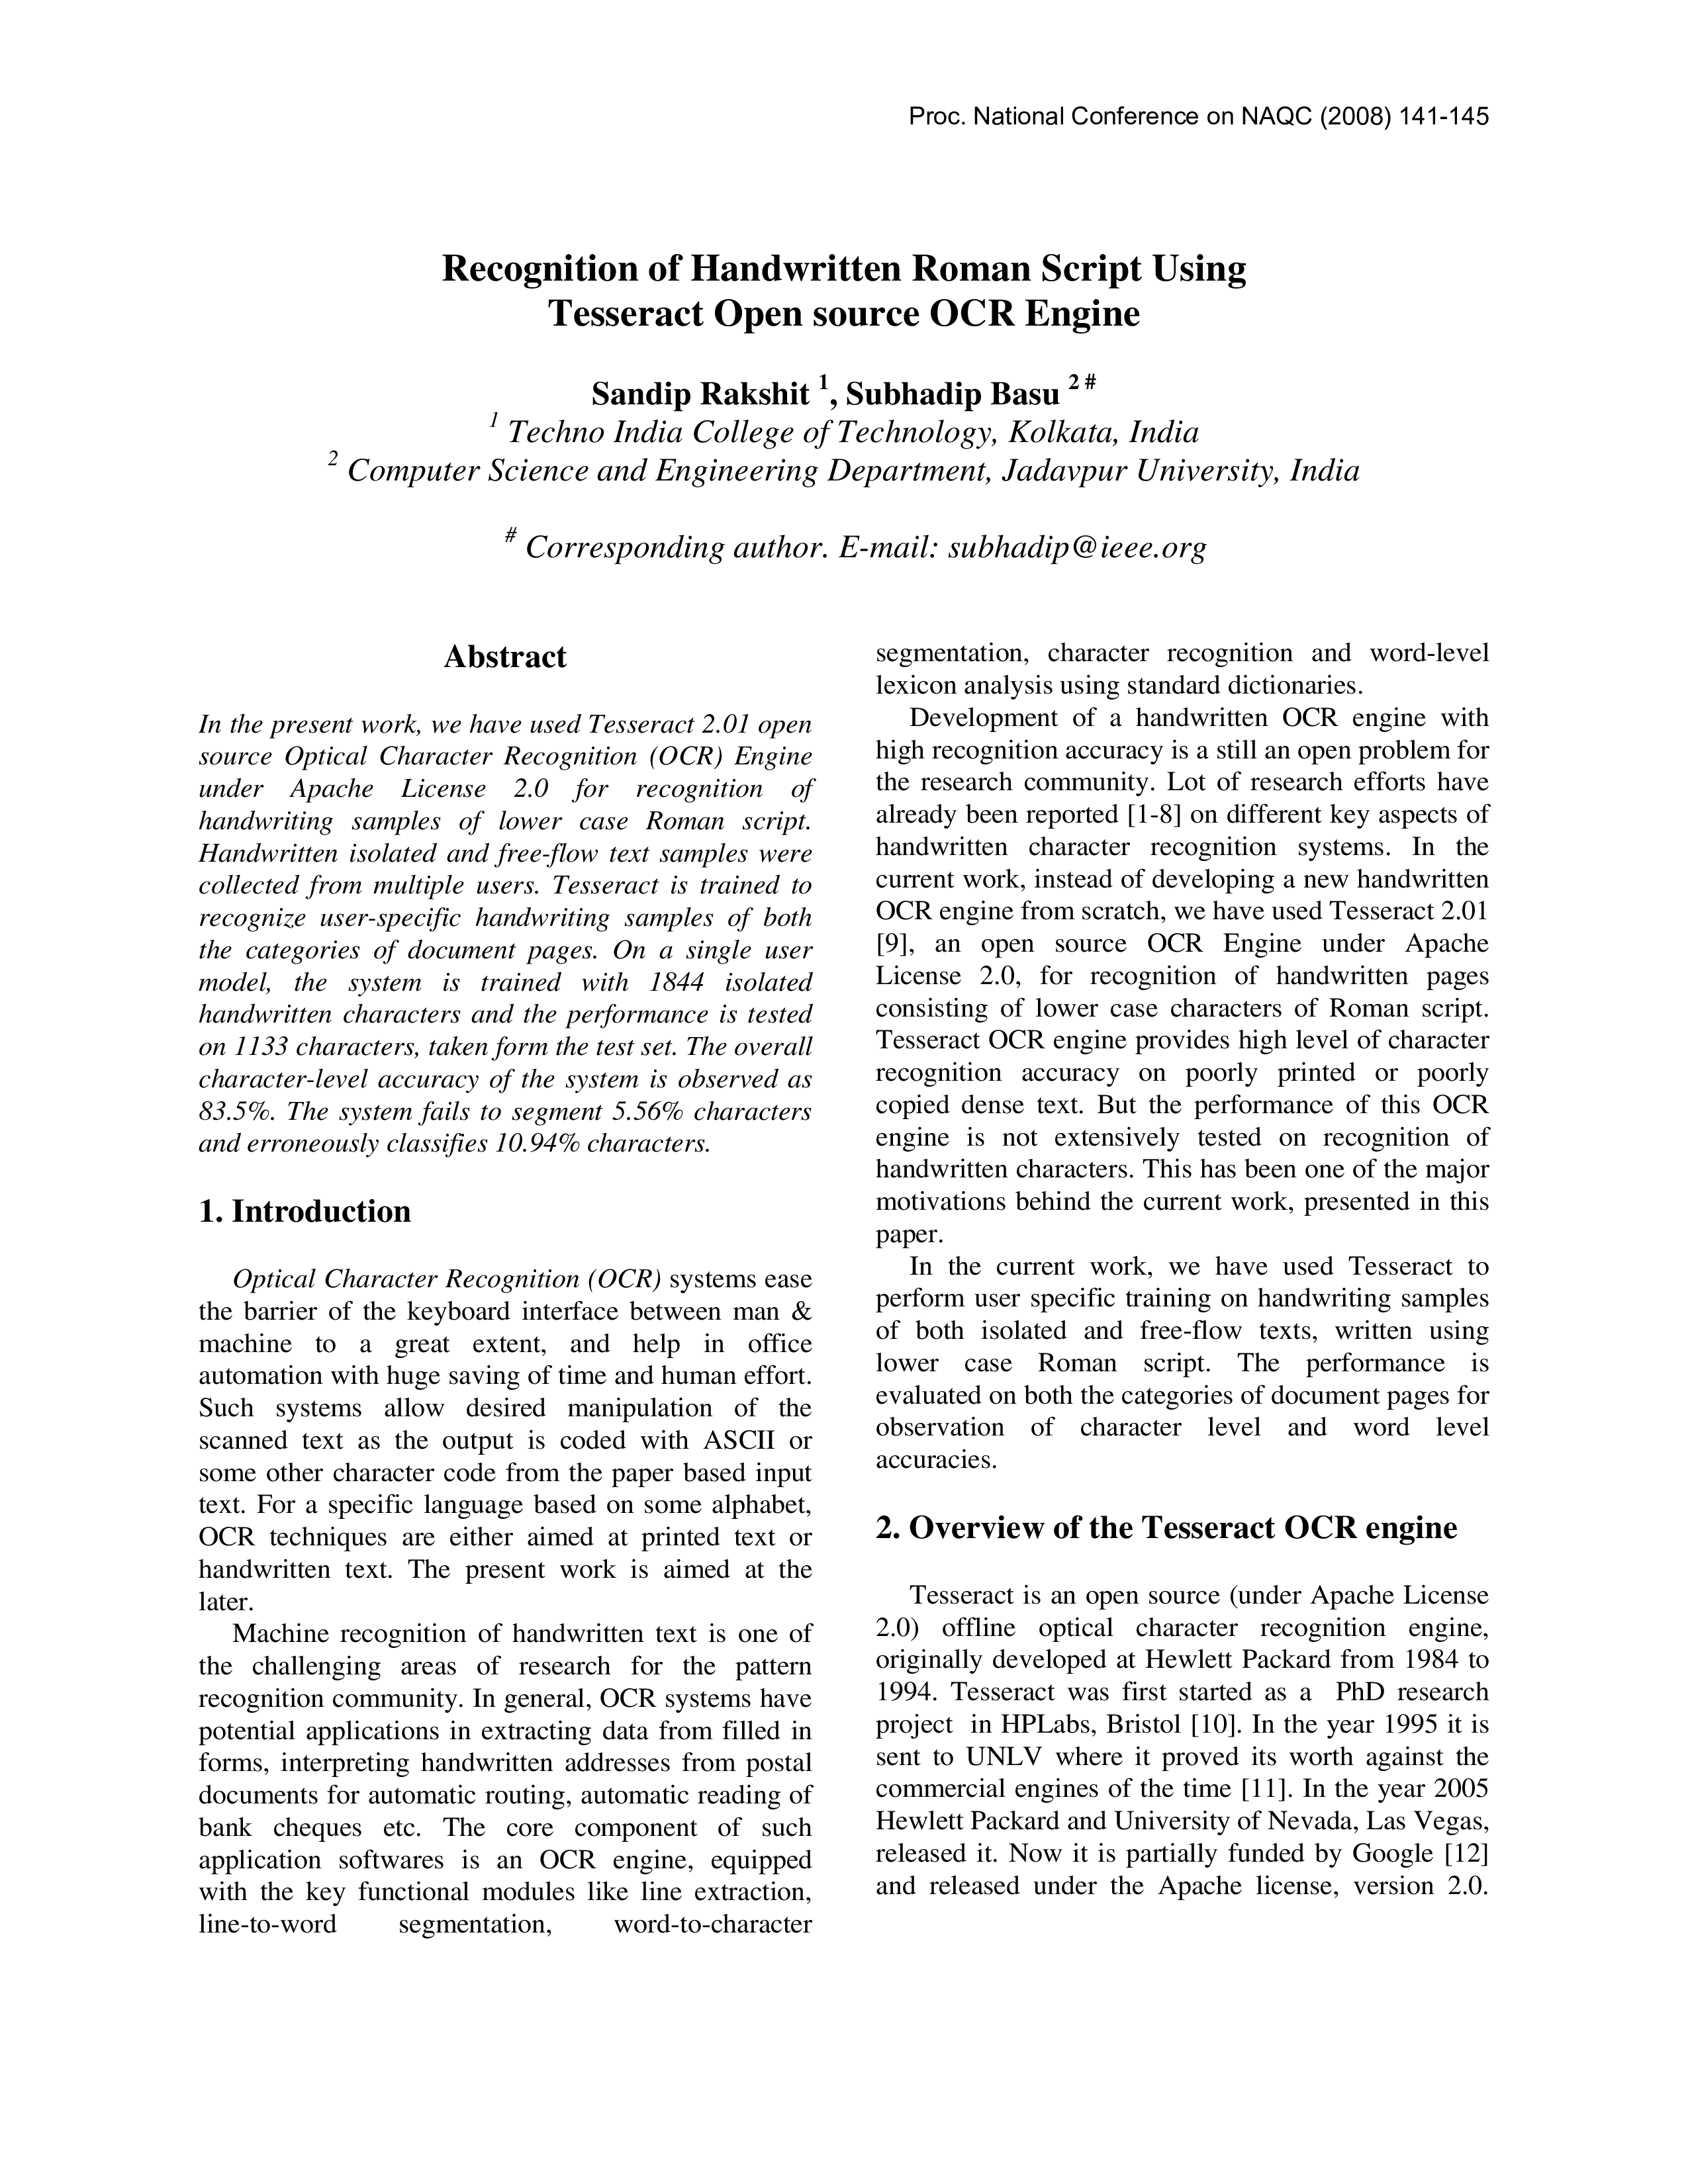 Proc. National Conference on NAQC (2008) 141-145
Recognition of Handwritten Roman Script Using
Tesseract Open source OCR Engine
Sandip Rakshit 1, Subhadip Basu 2 #
1 Techno India College of Technology, Kolkata, India
2 Computer Science and Engineering Department, Jadavpur University, India
# Corresponding author. E-mail: subhadip@ieee.org
Abstract
In the present work, we have used Tesseract 2.01 open
source Optical Character Recognition (OCR) Engine
under Apache License 2.0 for recognition of
handwriting samples of lower case Roman script.
Handwritten isolated and free-flow text samples were
collected from multiple users. Tesseract is trained to
recognize user-specific handwriting samples of both
the categories of document pages. On a single user
model, the system is trained with 1844 isolated
handwritten characters and the performance is tested
on 1133 characters, taken form the test set. The overall
character-level accuracy of the system is observed as
83.5%. The system fails to segment 5.56% characters
and erroneously classifies 10.94% characters.
1. Introduction
Optical Character Recognition (OCR) systems ease
the barrier of the keyboard interface between man &
machine to a great extent, and help in office
automation with huge saving of time and human effort.
Such systems allow desired manipulation of the
scanned text as the output is coded with ASCII or
some other character code from the paper based input
text. For a specific language based on some alphabet,
OCR techniques are either aimed at printed text or
handwritten text. The present work is aimed at the
later.
Machine recognition of handwritten text is one of
the challenging areas of research for the pattern
recognition community. In general, OCR systems have
potential applications in extracting data from filled in
forms, interpreting handwritten addresses from postal
documents for automatic routing, automatic reading of
bank cheques etc. The core component of such
application softwares is an OCR engine, equipped
with the key functional modules like line extraction,
line-to-word segmentation, word-to-character
segmentation, character recognition and word-level
lexicon analysis using standard dictionaries.
Development of a handwritten OCR engine with
high recognition accuracy is a still an open problem for
the research community. Lot of research efforts have
already been reported [1-8] on different key aspects of
handwritten character recognition systems. In the
current work, instead of developing a new handwritten
OCR engine from scratch, we have used Tesseract 2.01
[9], an open source OCR Engine under Apache
License 2.0, for recognition of handwritten pages
consisting of lower case characters of Roman script.
Tesseract OCR engine provides high level of character
recognition accuracy on poorly printed or poorly
copied dense text. But the performance of this OCR
engine is not extensively tested on recognition of
handwritten characters. This has been one of the major
motivations behind the current work, presented in this
paper.
In the current work, we have used Tesseract to
perform user specific training on handwriting samples
of both isolated and free-flow texts, written using
lower case Roman script. The performance is
evaluated on both the categories of document pages for
observation of character level and word level
accuracies.
2. Overview of the Tesseract OCR engine
Tesseract is an open source (under Apache License
2.0) offline optical character recognition engine,
originally developed at Hewlett Packard from 1984 to
1994. Tesseract was first started as a PhD research
project in HPLabs, Bristol [10]. In the year 1995 it is
sent to UNLV where it proved its worth against the
commercial engines of the time [11]. In the year 2005
Hewlett Packard and University of Nevada, Las Vegas,
released it. Now it is partially funded by Google [12]
and released under the Apache license, version 2.0.